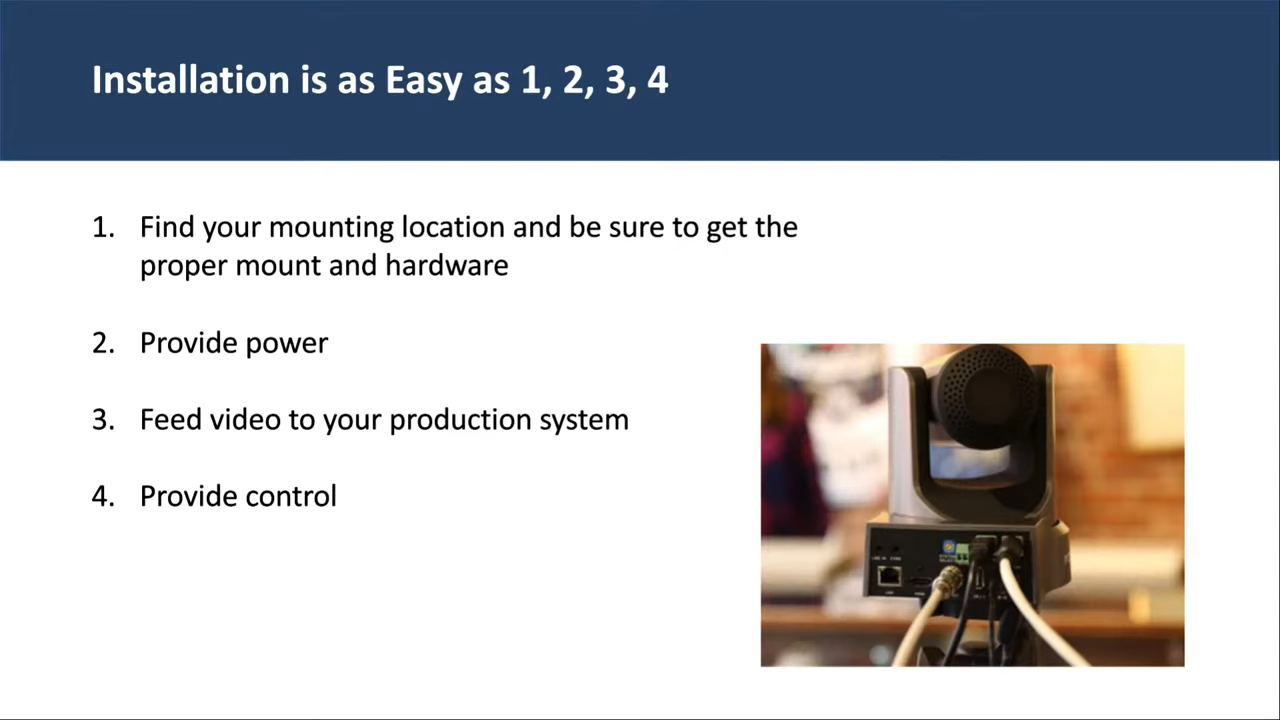 Installation is as Easy as 1, 2, 3, 4
1. Find your mounting location and be sure to get the
proper mount and hardware
2. Provide power
3. Feed video to your production system
4. Provide control